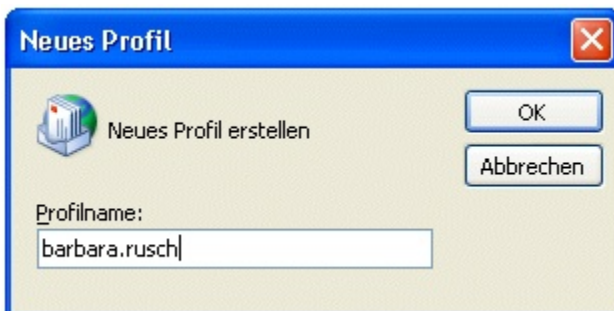 Neues Profil
Neues Profil erstellen
OK
Abbrechen
Profilname:
barbara.rusch